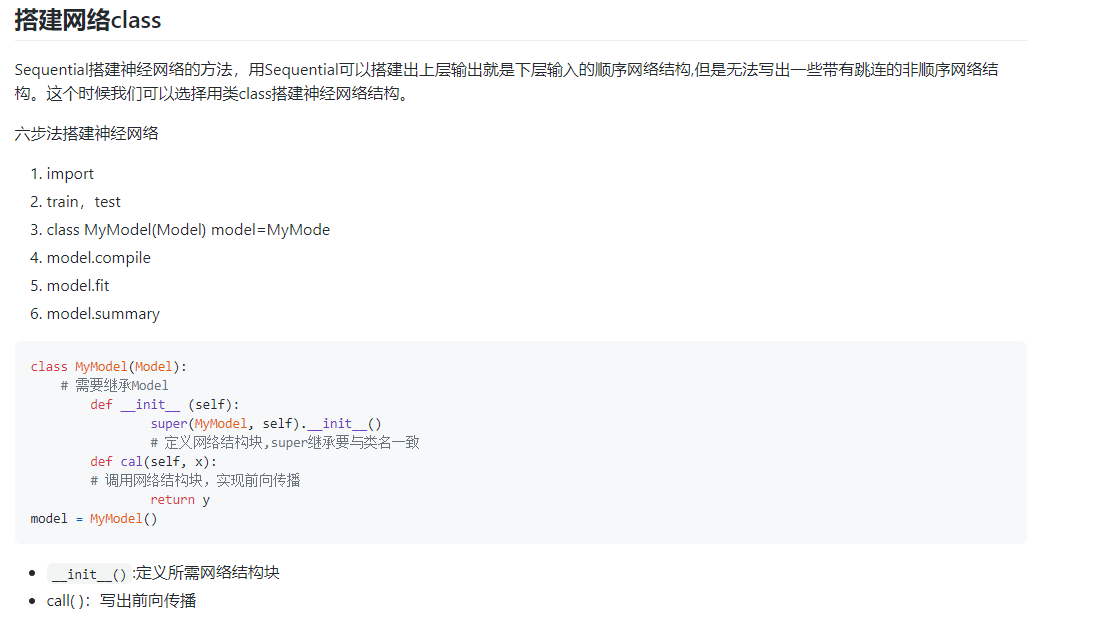 搭建网络class
Sequential搭建神经网络的方法，用Sequential可以搭建出上层输出就是下层输入的顺序网络结构,但是无法写出一些带有跳连的非顺序网络结
构。这个时候我们可以选择用类class搭建神经网络结构。
六步法搭建神经网络
1. import
2. train，test
3. class MyModel(Model) model=MyMode
4. model.compile
5. model.fit
6. model.summary
class MyModel(Model):
    # 需要继承Model
        def __init__ (self):
                super(MyModel, self).__init__()
                # 定义网络结构块,super继承要与类名一致
        def cal(self, x):
        # 调用网络结构块，实现前向传播
                return y
model = MyModel()
• __init__():定义所需网络结构块
• call( )：写出前向传播